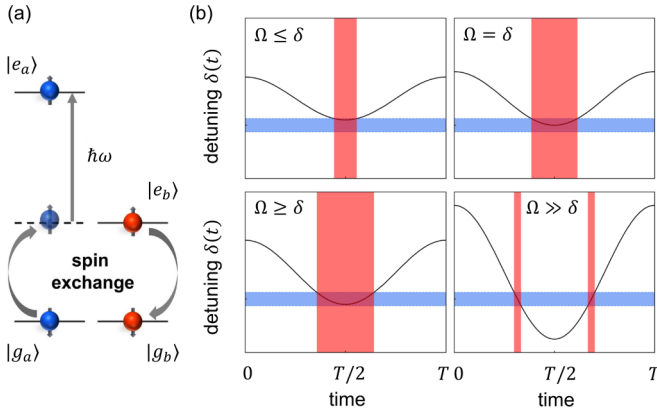 (a)
|e_a⟩
ħω
|e_b⟩
spin
exchange
|g_a⟩
|g_b⟩
(b)
Ω ≤ δ
Ω = δ
detuning δ(t)
Ω ≥ δ
Ω ≫ δ
detuning δ(t)
0
T/2
T
0
T/2
T
time
time